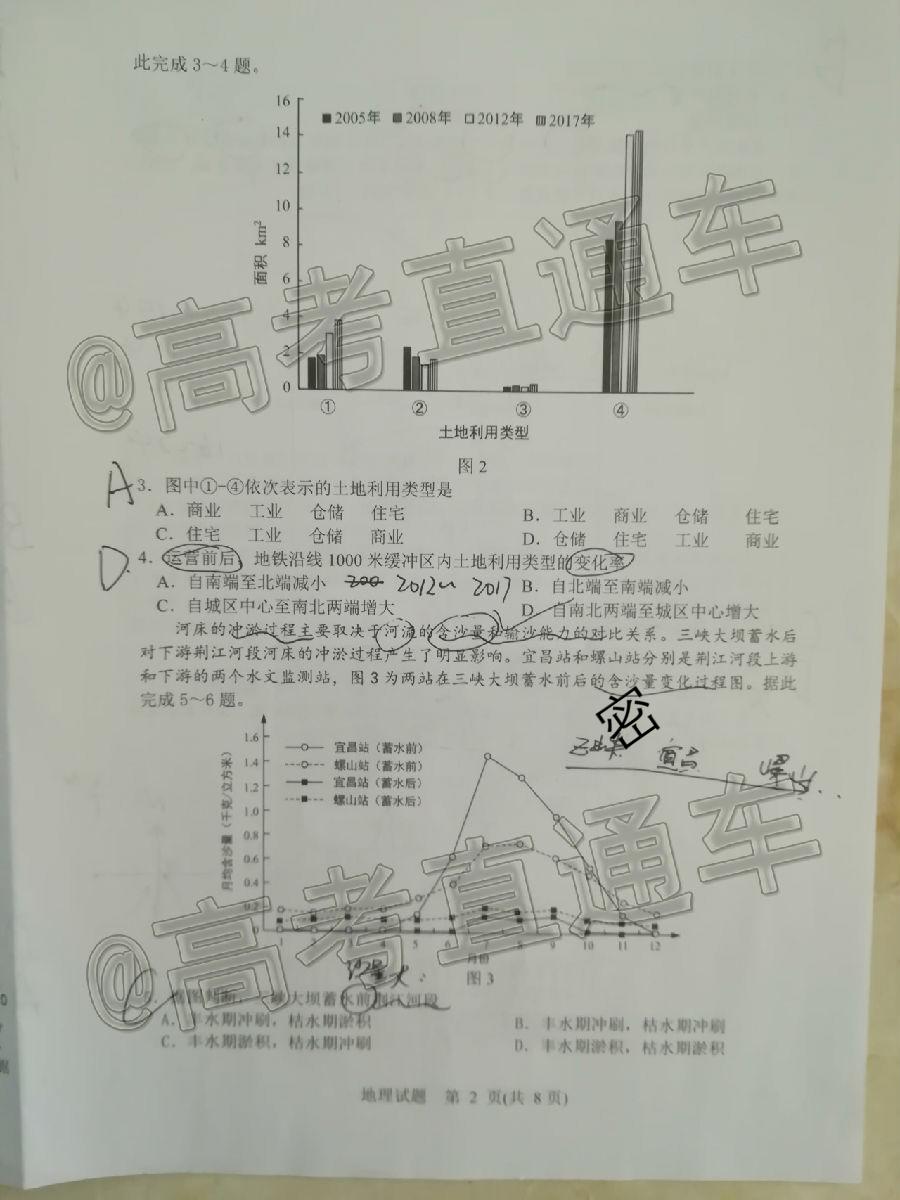 此完成3～4题。
16
14
12
10
8
6
4
2
0
面积 km²
■2005年 ■2008年 □2012年 ▥2017年
① ② ③ ④
土地利用类型
图2
A
3．图中①-④依次表示的土地利用类型是
A．商业 工业 仓储 住宅 B．工业 商业 仓储 住宅
C．住宅 工业 仓储 商业 D．仓储 住宅 工业 商业
D
4．运营前后，地铁沿线1000米缓冲区内土地利用类型的变化率
A．自南端至北端减小 2012~2017 B．自北端至南端减小
C．自城区中心至南北两端增大 D．自南北两端至城区中心增大
河床的冲淤过程主要取决于河流的含沙量和输沙能力的对比关系。三峡大坝蓄水后
对下游荆江河段河床的冲淤过程产生了明显影响。宜昌站和螺山站分别是荆江河段上游
和下游的两个水文监测站，图3为两站在三峡大坝蓄水前后的含沙量变化过程图。据此
完成5～6题。
密
宜昌
1.6
1.4
1.2
1.0
0.8
0.6
0.4
0.2
0
月均含沙量（千克/立方米）
宜昌站（蓄水前）
螺山站（蓄水前）
宜昌站（蓄水后）
螺山站（蓄水后）
1 2 3 4 5 6 7 8 9 10 11 12
月份
图3
大坝蓄水前荆江河段
A．丰水期冲刷，枯水期淤积 B．丰水期冲刷，枯水期冲刷
C．丰水期淤积，枯水期冲刷 D．丰水期淤积，枯水期淤积
地理试题 第 2 页(共 8 页)
@高考直通车
@高考直通车